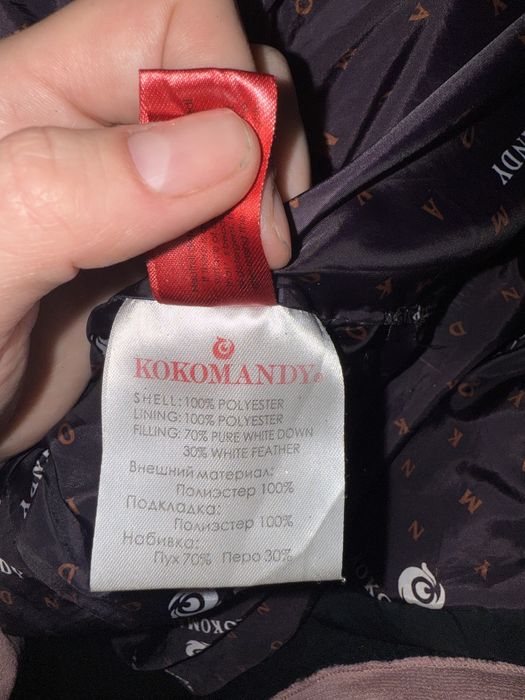 KOKOMANDY®
SHELL: 100% POLYESTER
LINING: 100% POLYESTER
FILLING: 70% PURE WHITE DOWN
30% WHITE FEATHER
Внешний материал:
Полиэстер 100%
Подкладка:
Полиэстер 100%
Набивка:
Пух 70% Перо 30%